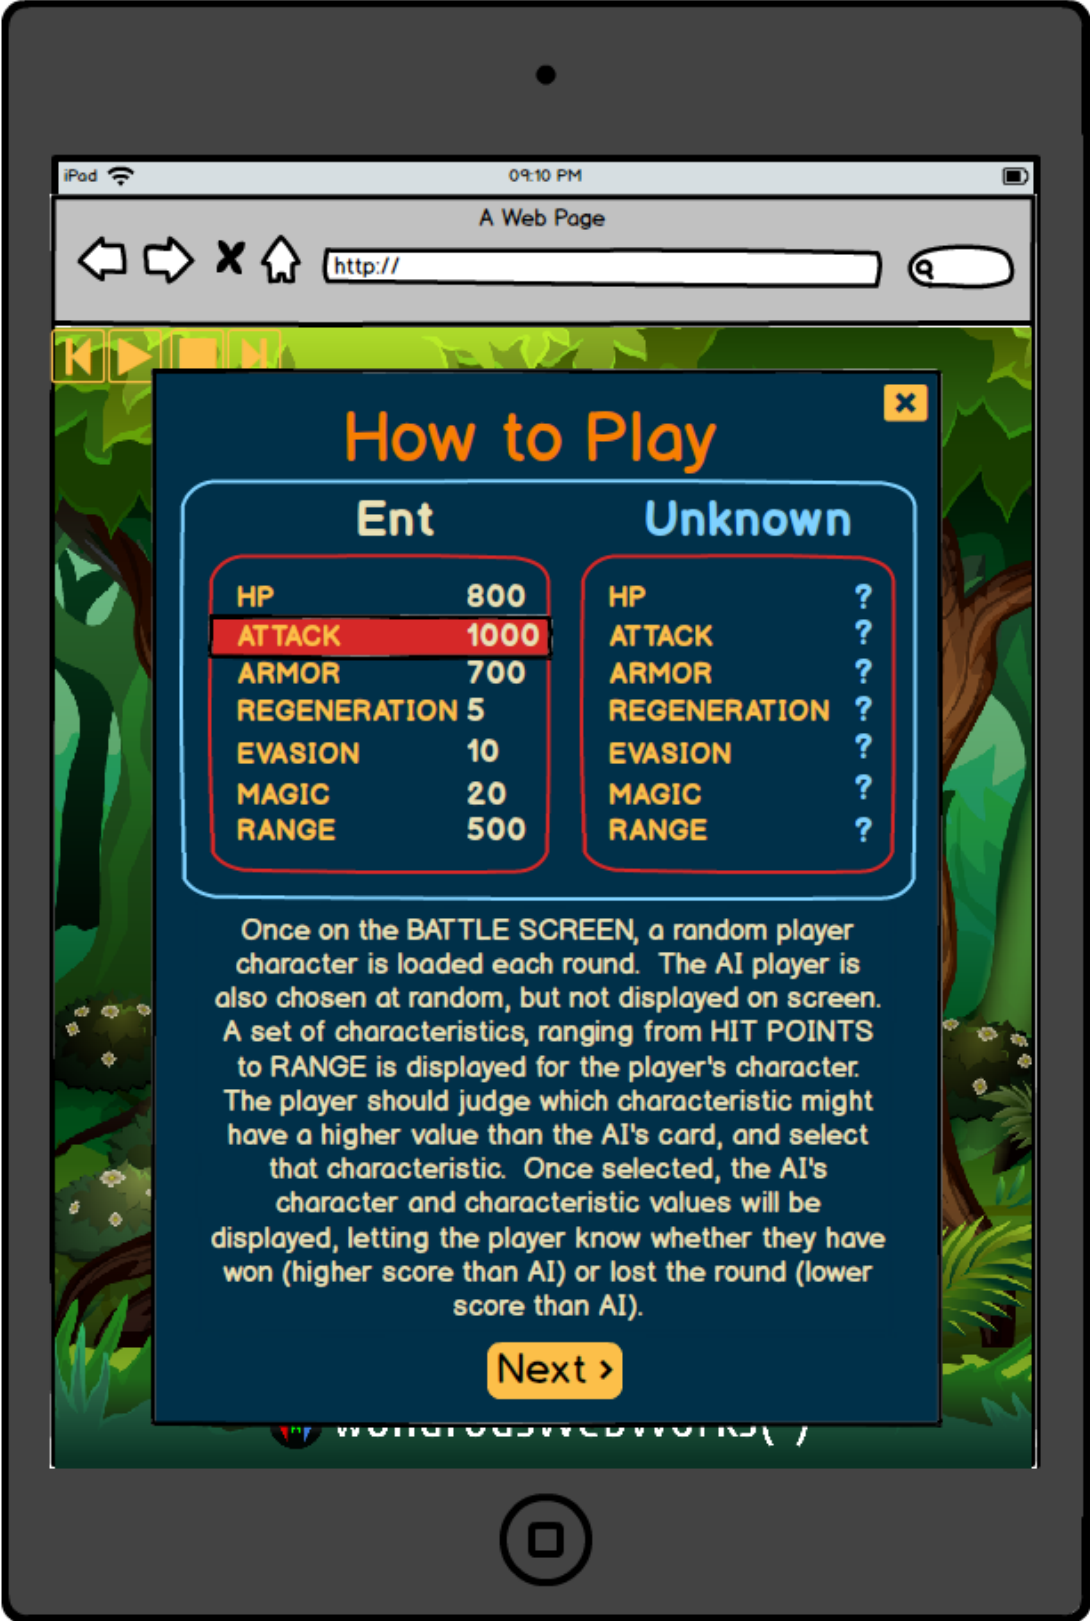 iPad
09:10 PM
A Web Page
http://
How to Play
Ent
Unknown
HP 800
HP ?
ATTACK 1000
ATTACK ?
ARMOR 700
ARMOR ?
REGENERATION 5
REGENERATION ?
EVASION 10
EVASION ?
MAGIC 20
MAGIC ?
RANGE 500
RANGE ?
Once on the BATTLE SCREEN, a random player
character is loaded each round. The AI player is
also chosen at random, but not displayed on screen.
A set of characteristics, ranging from HIT POINTS
to RANGE is displayed for the player's character.
The player should judge which characteristic might
have a higher value than the AI's card, and select
that characteristic. Once selected, the AI's
character and characteristic values will be
displayed, letting the player know whether they have
won (higher score than AI) or lost the round (lower
score than AI).
Next >